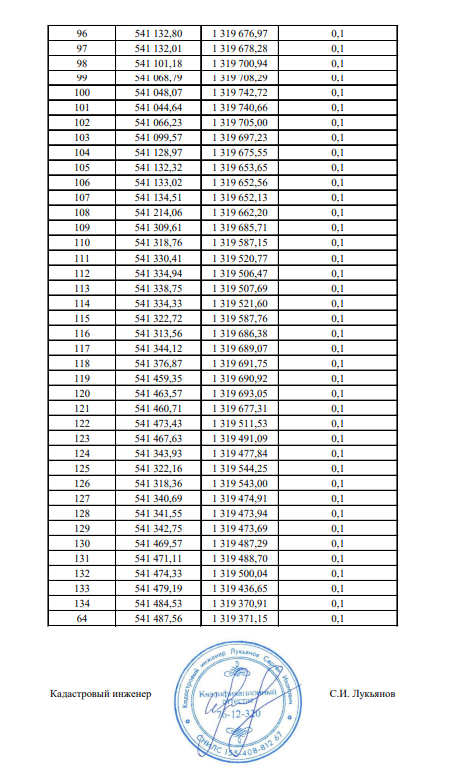 96 541 132,80 1 319 676,97 0,1
97 541 132,01 1 319 678,28 0,1
98 541 101,18 1 319 700,94 0,1
99 541 068,79 1 319 708,29 0,1
100 541 048,07 1 319 742,72 0,1
101 541 044,64 1 319 740,66 0,1
102 541 066,23 1 319 705,00 0,1
103 541 099,57 1 319 697,23 0,1
104 541 128,97 1 319 675,55 0,1
105 541 132,32 1 319 653,65 0,1
106 541 133,02 1 319 652,56 0,1
107 541 134,51 1 319 652,13 0,1
108 541 214,06 1 319 662,20 0,1
109 541 309,61 1 319 685,71 0,1
110 541 318,76 1 319 587,15 0,1
111 541 330,41 1 319 520,77 0,1
112 541 334,94 1 319 506,47 0,1
113 541 338,75 1 319 507,69 0,1
114 541 334,33 1 319 521,60 0,1
115 541 322,72 1 319 587,76 0,1
116 541 313,56 1 319 686,38 0,1
117 541 344,12 1 319 689,07 0,1
118 541 376,87 1 319 691,75 0,1
119 541 459,35 1 319 690,92 0,1
120 541 463,57 1 319 693,05 0,1
121 541 460,71 1 319 677,31 0,1
122 541 473,43 1 319 511,53 0,1
123 541 467,63 1 319 491,09 0,1
124 541 343,93 1 319 477,84 0,1
125 541 322,16 1 319 544,25 0,1
126 541 318,36 1 319 543,00 0,1
127 541 340,69 1 319 474,91 0,1
128 541 341,55 1 319 473,94 0,1
129 541 342,75 1 319 473,69 0,1
130 541 469,57 1 319 487,29 0,1
131 541 471,11 1 319 488,70 0,1
132 541 474,33 1 319 500,04 0,1
133 541 479,19 1 319 436,65 0,1
134 541 484,53 1 319 370,91 0,1
64 541 487,56 1 319 371,15 0,1
Кадастровый инженер Лукьянов Сергей Иванович
Квалификационный
аттестат
Кадастровый инженер С.И. Лукьянов
76-12-320
СНИЛС 155-408-812 67